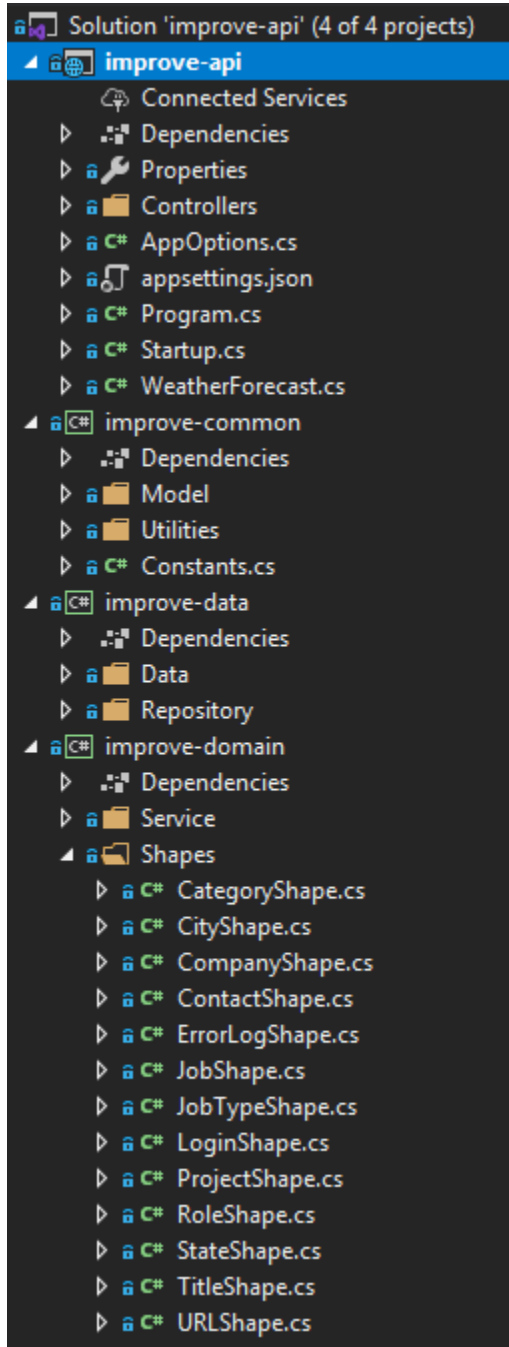 Solution 'improve-api' (4 of 4 projects)
improve-api
Connected Services
Dependencies
Properties
Controllers
C# AppOptions.cs
appsettings.json
C# Program.cs
C# Startup.cs
C# WeatherForecast.cs
C# improve-common
Dependencies
Model
Utilities
C# Constants.cs
C# improve-data
Dependencies
Data
Repository
C# improve-domain
Dependencies
Service
Shapes
C# CategoryShape.cs
C# CityShape.cs
C# CompanyShape.cs
C# ContactShape.cs
C# ErrorLogShape.cs
C# JobShape.cs
C# JobTypeShape.cs
C# LoginShape.cs
C# ProjectShape.cs
C# RoleShape.cs
C# StateShape.cs
C# TitleShape.cs
C# URLShape.cs